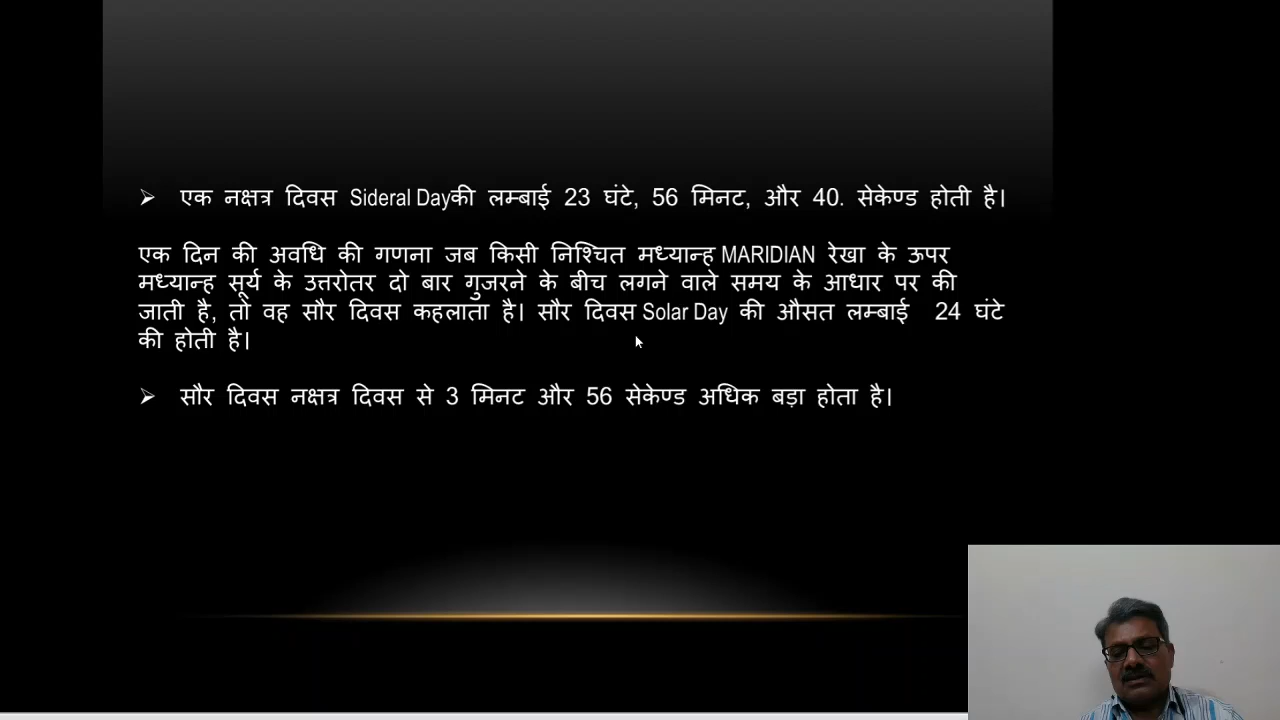 ➢ एक नक्षत्र दिवस Sideral Dayकी लम्बाई 23 घंटे, 56 मिनट, और 40. सेकेण्ड होती है।
एक दिन की अवधि की गणना जब किसी निश्चित मध्यान्ह MARIDIAN रेखा के ऊपर
मध्यान्ह सूर्य के उत्तरोतर दो बार गुजरने के बीच लगने वाले समय के आधार पर की
जाती है, तो वह सौर दिवस कहलाता है। सौर दिवस Solar Day की औसत लम्बाई 24 घंटे
की होती है।
➢ सौर दिवस नक्षत्र दिवस से 3 मिनट और 56 सेकेण्ड अधिक बड़ा होता है।